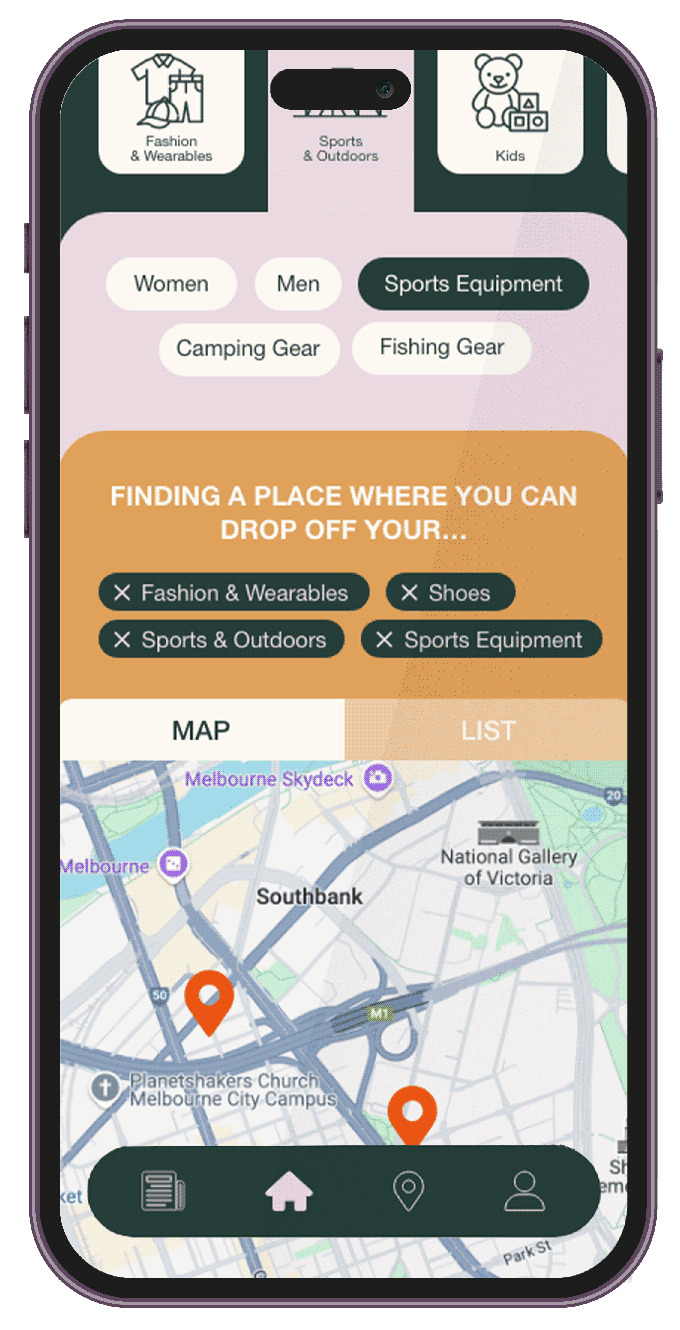 Fashion
& Wearables
Sports
& Outdoors
Kids
Women
Men
Sports Equipment
Camping Gear
Fishing Gear
FINDING A PLACE WHERE YOU CAN
DROP OFF YOUR...
Fashion & Wearables
Shoes
Sports & Outdoors
Sports Equipment
MAP
LIST
Melbourne Skydeck
20
National Gallery
of Victoria
Melbourne
Southbank
50
M1
Planetshakers Church
Melbourne City Campus
Sh
eme
ket
Park St